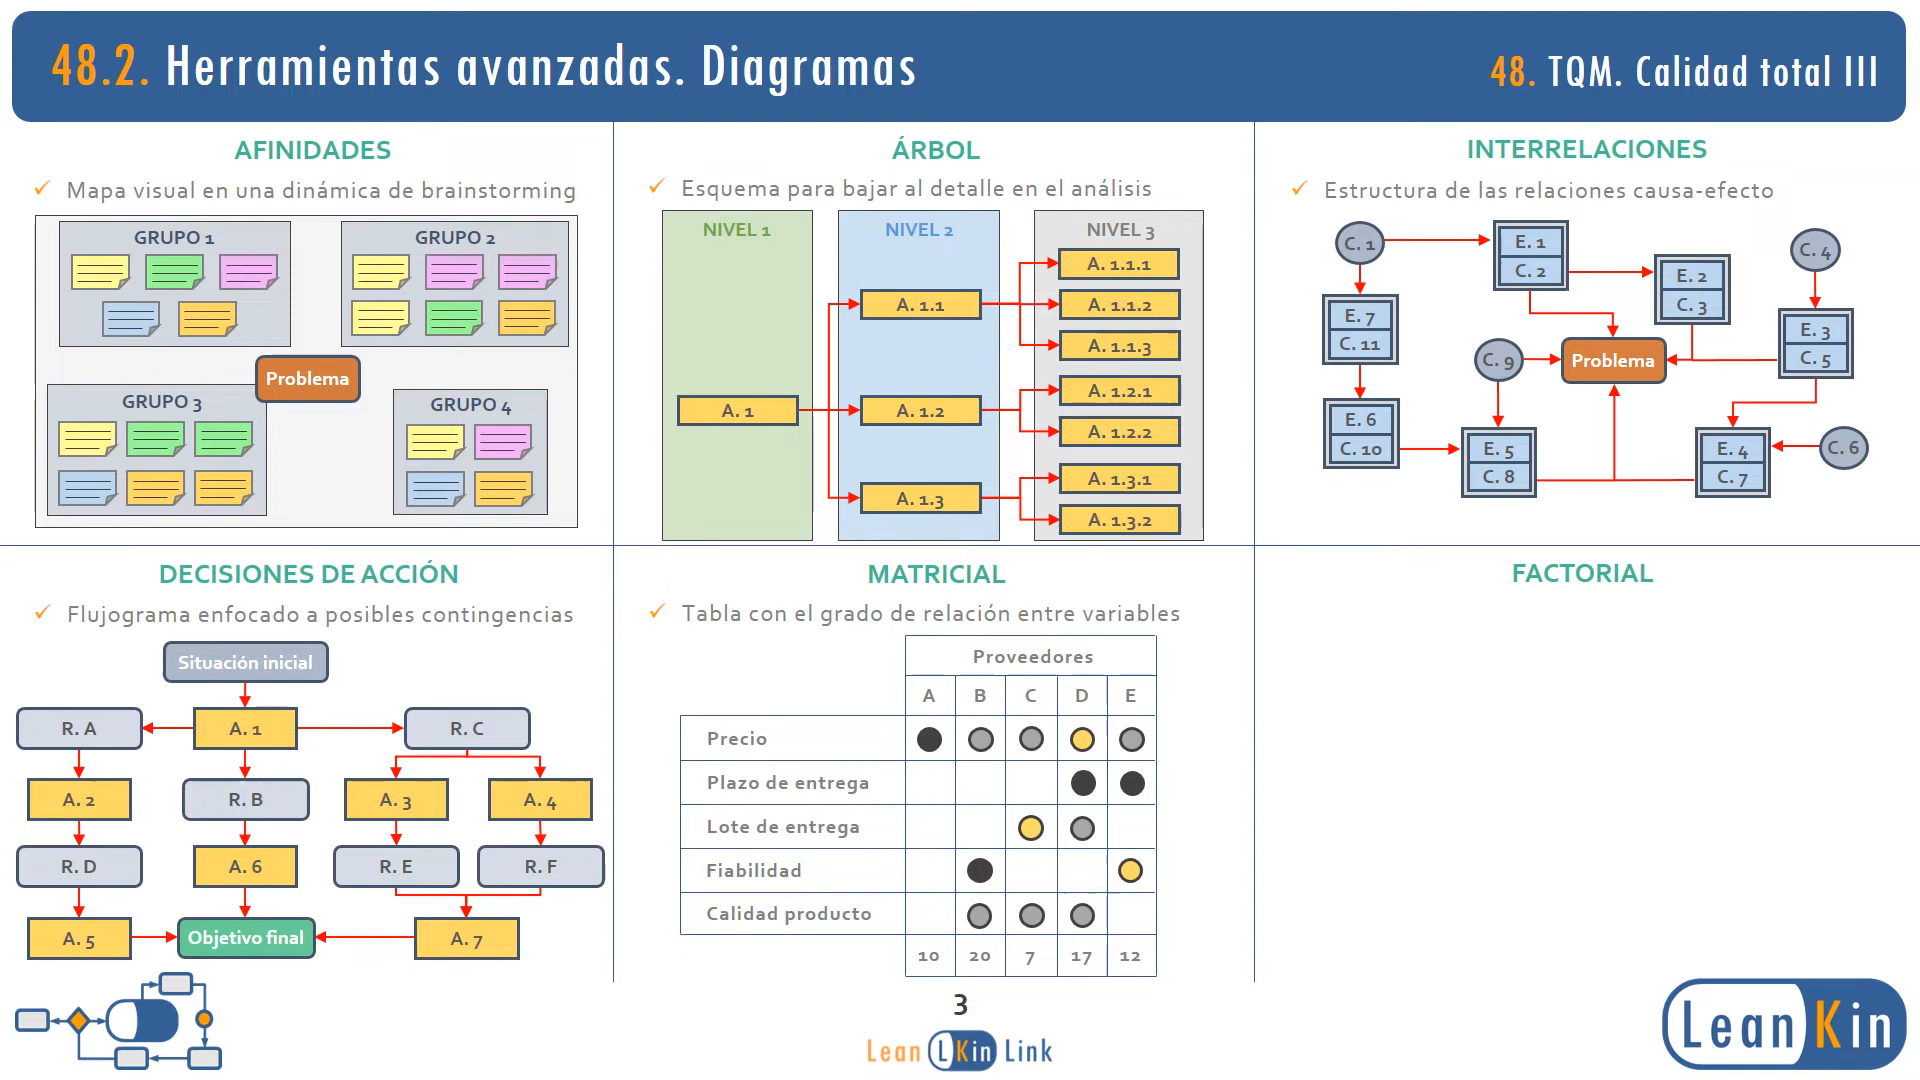 48.2. Herramientas avanzadas. Diagramas
48. TQM. Calidad total III
AFINIDADES
✓ Mapa visual en una dinámica de brainstorming
GRUPO 1
GRUPO 2
Problema
GRUPO 3
GRUPO 4
ÁRBOL
✓ Esquema para bajar al detalle en el análisis
NIVEL 1
NIVEL 2
NIVEL 3
A. 1.1.1
A. 1.1
A. 1.1.2
A. 1.1.3
A. 1.2.1
A. 1
A. 1.2
A. 1.2.2
A. 1.3.1
A. 1.3
A. 1.3.2
INTERRELACIONES
✓ Estructura de las relaciones causa-efecto
C. 1
E. 1
C. 2
C. 4
E. 2
C. 3
E. 7
C. 11
E. 3
C. 5
C. 9
Problema
E. 6
C. 10
E. 5
C. 8
E. 4
C. 7
C. 6
DECISIONES DE ACCIÓN
✓ Flujograma enfocado a posibles contingencias
Situación inicial
R. A
A. 1
R. C
A. 2
R. B
A. 3
A. 4
R. D
A. 6
R. E
R. F
A. 5
Objetivo final
A. 7
MATRICIAL
✓ Tabla con el grado de relación entre variables
Proveedores
A B C D E
Precio
Plazo de entrega
Lote de entrega
Fiabilidad
Calidad producto
10 20 7 17 12
FACTORIAL
3
Lean LKin Link
LeanKin